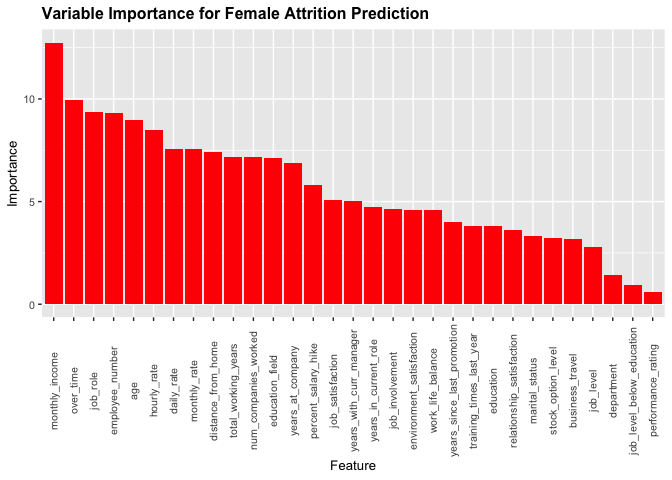 Variable Importance for Female Attrition Prediction
Importance
10
5
0
monthly_income
over_time
job_role
employee_number
age
hourly_rate
daily_rate
monthly_rate
distance_from_home
total_working_years
num_companies_worked
education_field
years_at_company
percent_salary_hike
job_satisfaction
years_with_curr_manager
years_in_current_role
job_involvement
environment_satisfaction
work_life_balance
years_since_last_promotion
training_times_last_year
education
relationship_satisfaction
marital_status
stock_option_level
business_travel
job_level
department
job_level_below_education
performance_rating
Feature